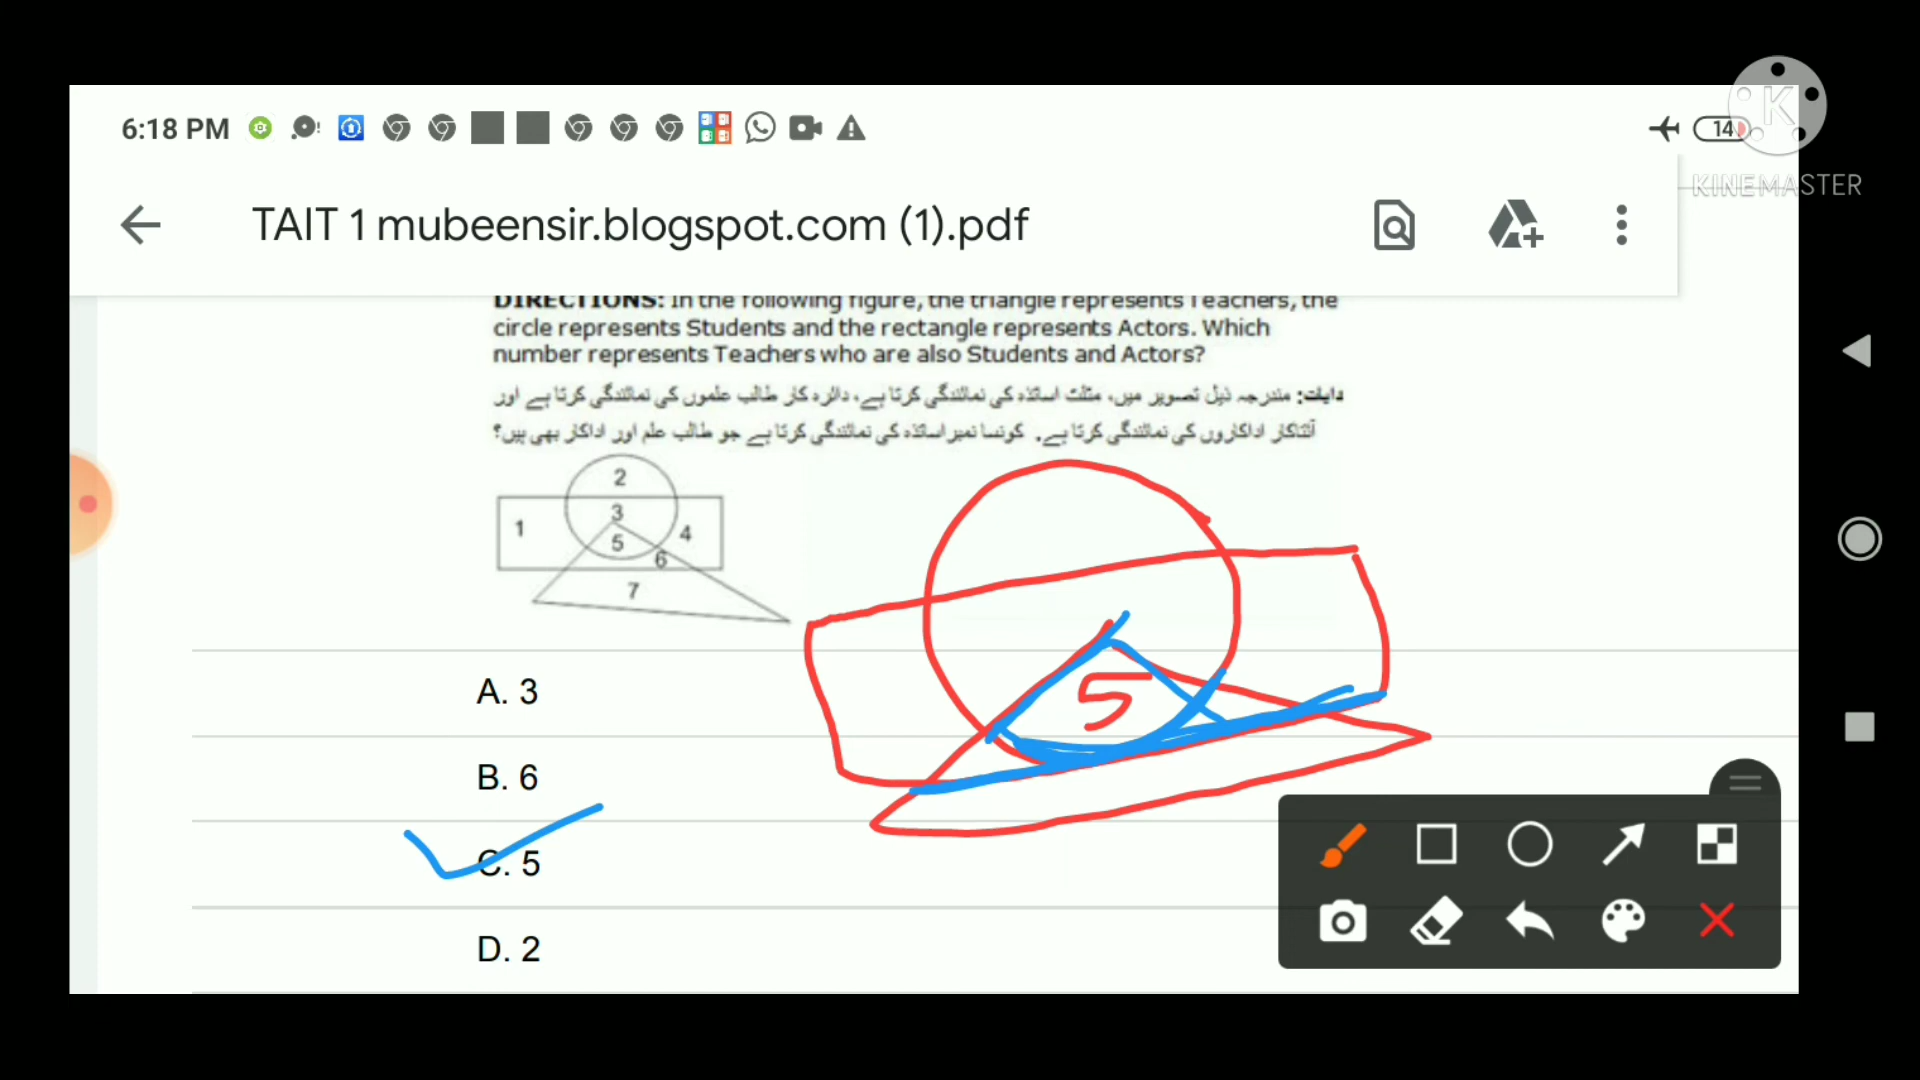 6:18 PM
14
KINEMASTER
TAIT 1 mubeensir.blogspot.com (1).pdf
DIRECTIONS: In the following figure, the triangle represents Teachers, the
circle represents Students and the rectangle represents Actors. Which
number represents Teachers who are also Students and Actors?
دایات: مندرجہ ذیل تصویر میں، مثلث اساتذہ کی نمائندگی کرتا ہے، دائرہ کار طالب علموں کی نمائندگی کرتا ہے اور
آئتاکار اداکاروں کی نمائندگی کرتا ہے. کونسا نمبر اساتذہ کی نمائندگی کرتا ہے جو طالب علم اور اداکار بھی ہیں؟
2
3
1
4
5
6
7
5
A. 3
B. 6
C. 5
D. 2